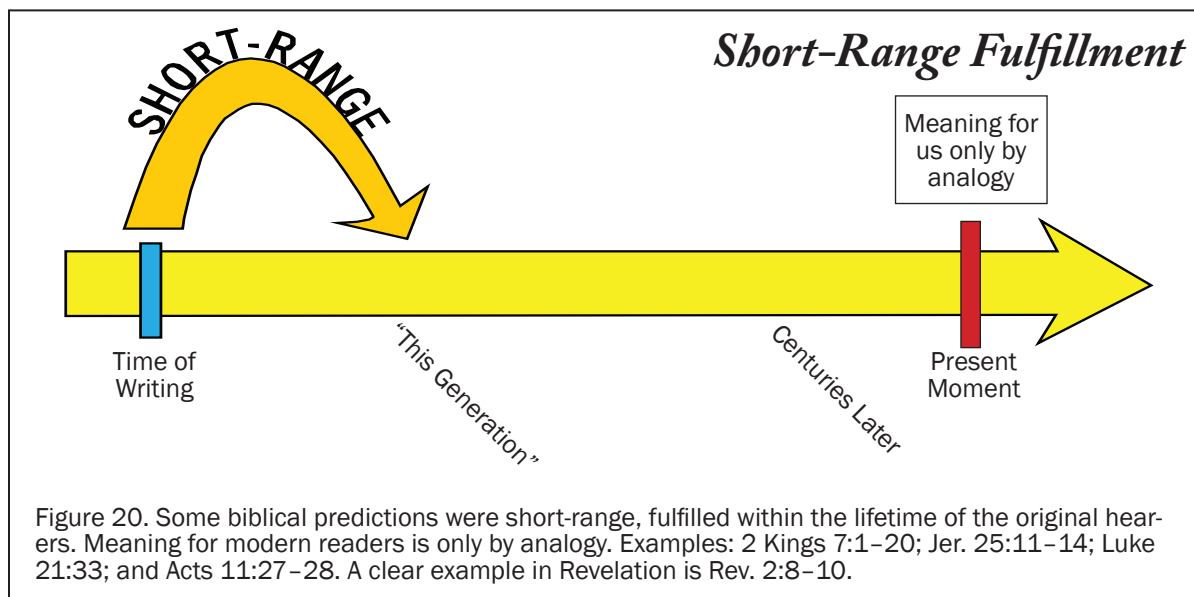 Short–Range Fulfillment
SHORT-RANGE
Meaning for
us only by
analogy
Time of
Writing
“This Generation”
Centuries Later
Present
Moment
Figure 20. Some biblical predictions were short-range, fulfilled within the lifetime of the original hear-
ers. Meaning for modern readers is only by analogy. Examples: 2 Kings 7:1–20; Jer. 25:11–14; Luke
21:33; and Acts 11:27–28. A clear example in Revelation is Rev. 2:8–10.